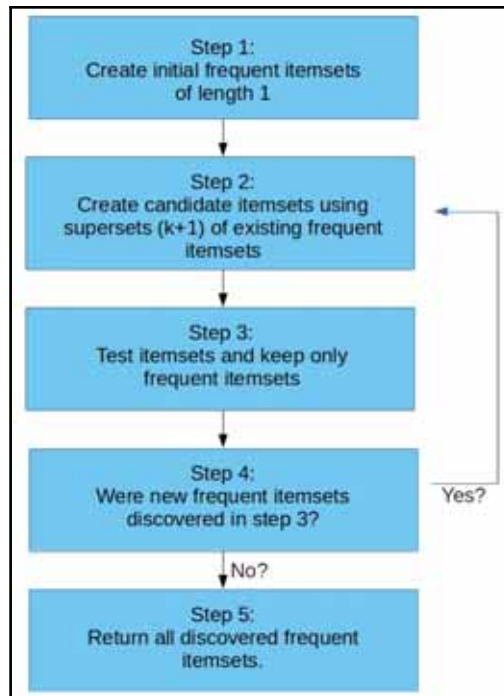 Step 1:
Create initial frequent itemsets
of length 1
Step 2:
Create candidate itemsets using
supersets (k+1) of existing frequent
itemsets
Step 3:
Test itemsets and keep only
frequent itemsets
Step 4:
Were new frequent itemsets
discovered in step 3?
Yes?
No?
Step 5:
Return all discovered frequent
itemsets.